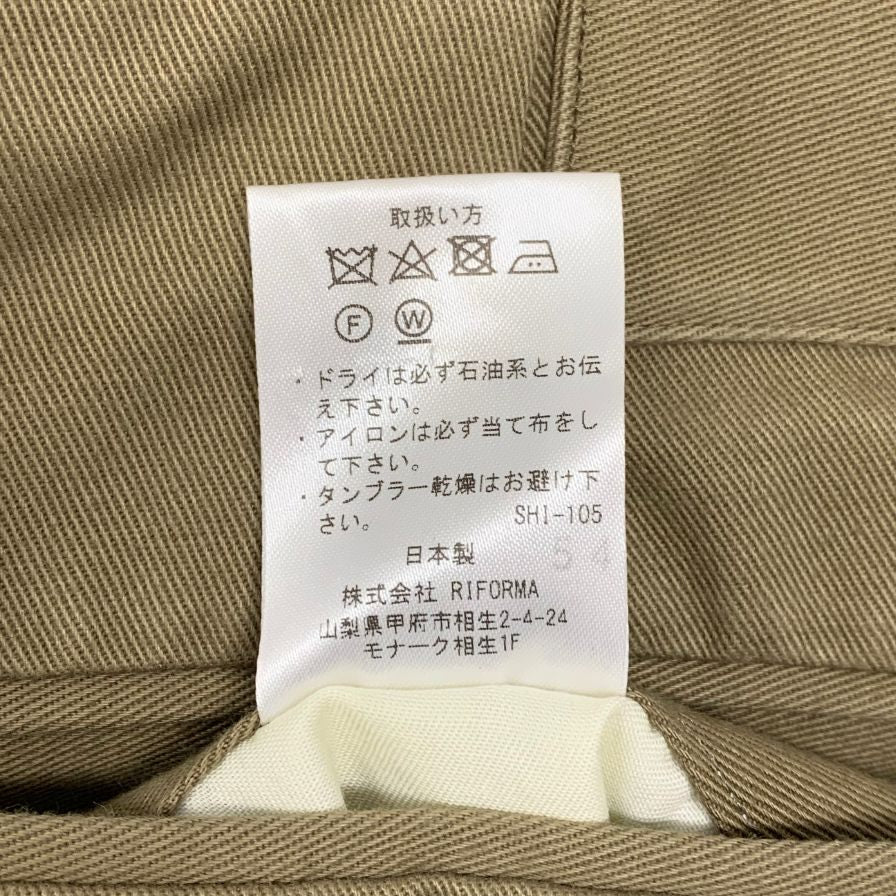 取扱い方
F W
・ドライは必ず石油系とお伝
え下さい。
・アイロンは必ず当て布をし
て下さい。
・タンブラー乾燥はお避け下
さい。 SHI-105
日本製 54
株式会社 RIFORMA
山梨県甲府市相生2-4-24
モナーク相生1F